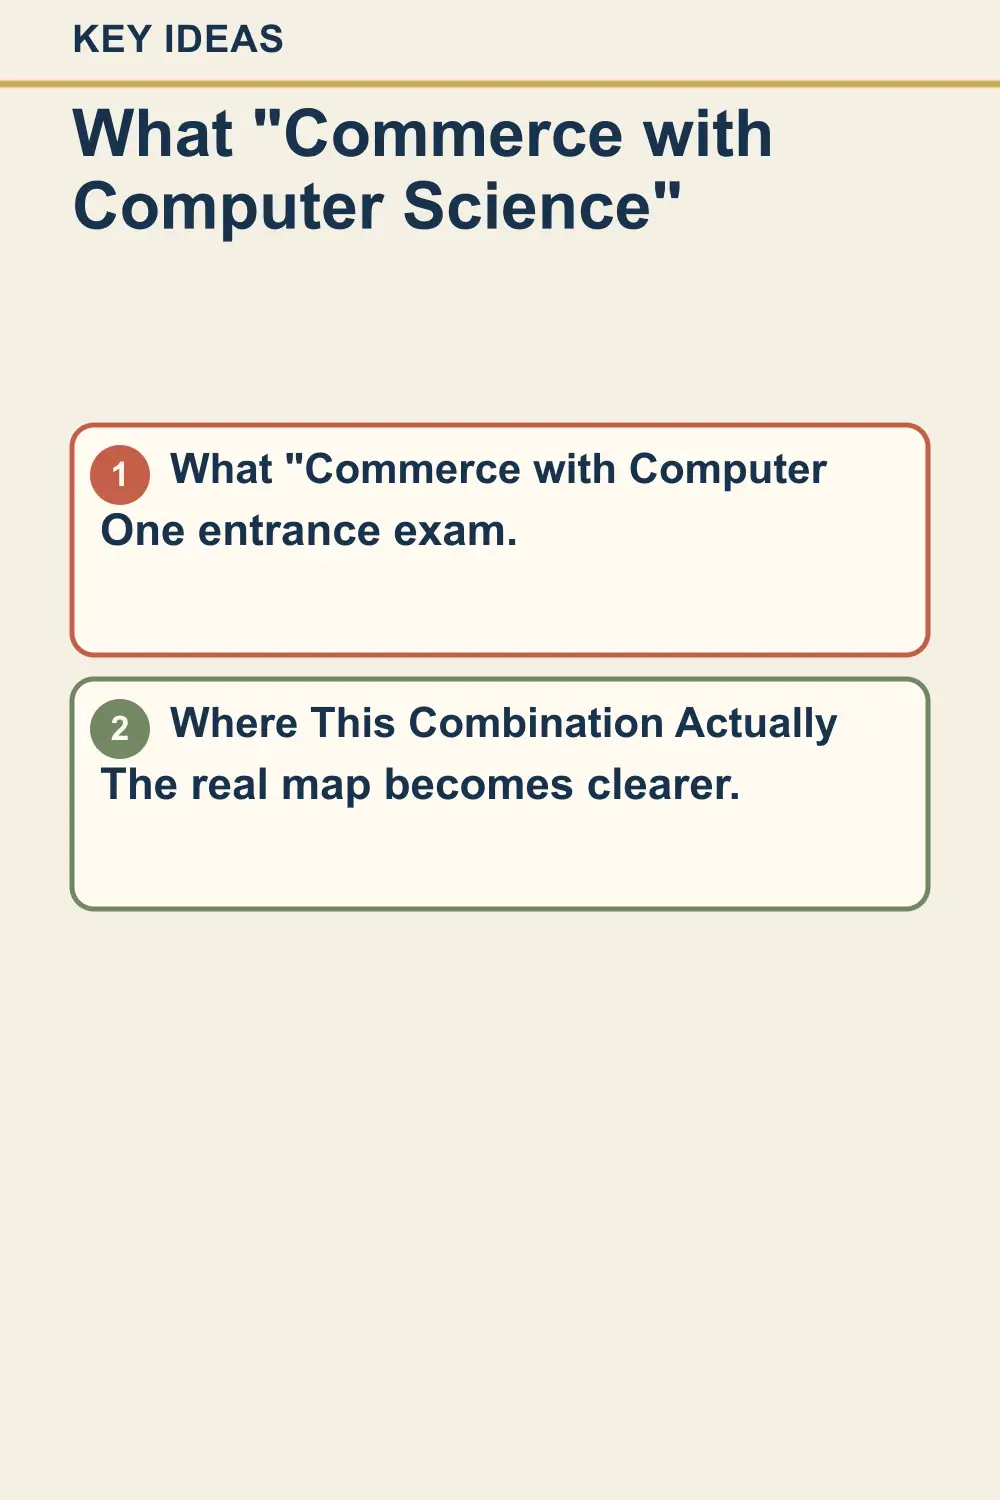 KEY IDEAS
What "Commerce with
Computer Science"
1 What "Commerce with Computer
One entrance exam.
2 Where This Combination Actually
The real map becomes clearer.